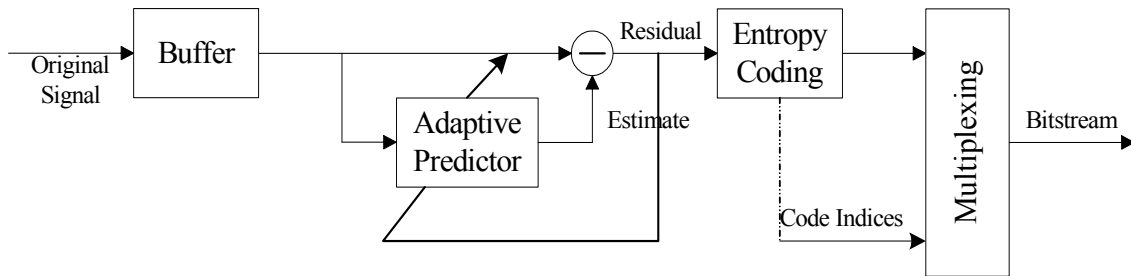 Original
Signal
Buffer
Residual
Entropy
Coding
Adaptive
Predictor
Estimate
Code Indices
Multiplexing
Bitstream